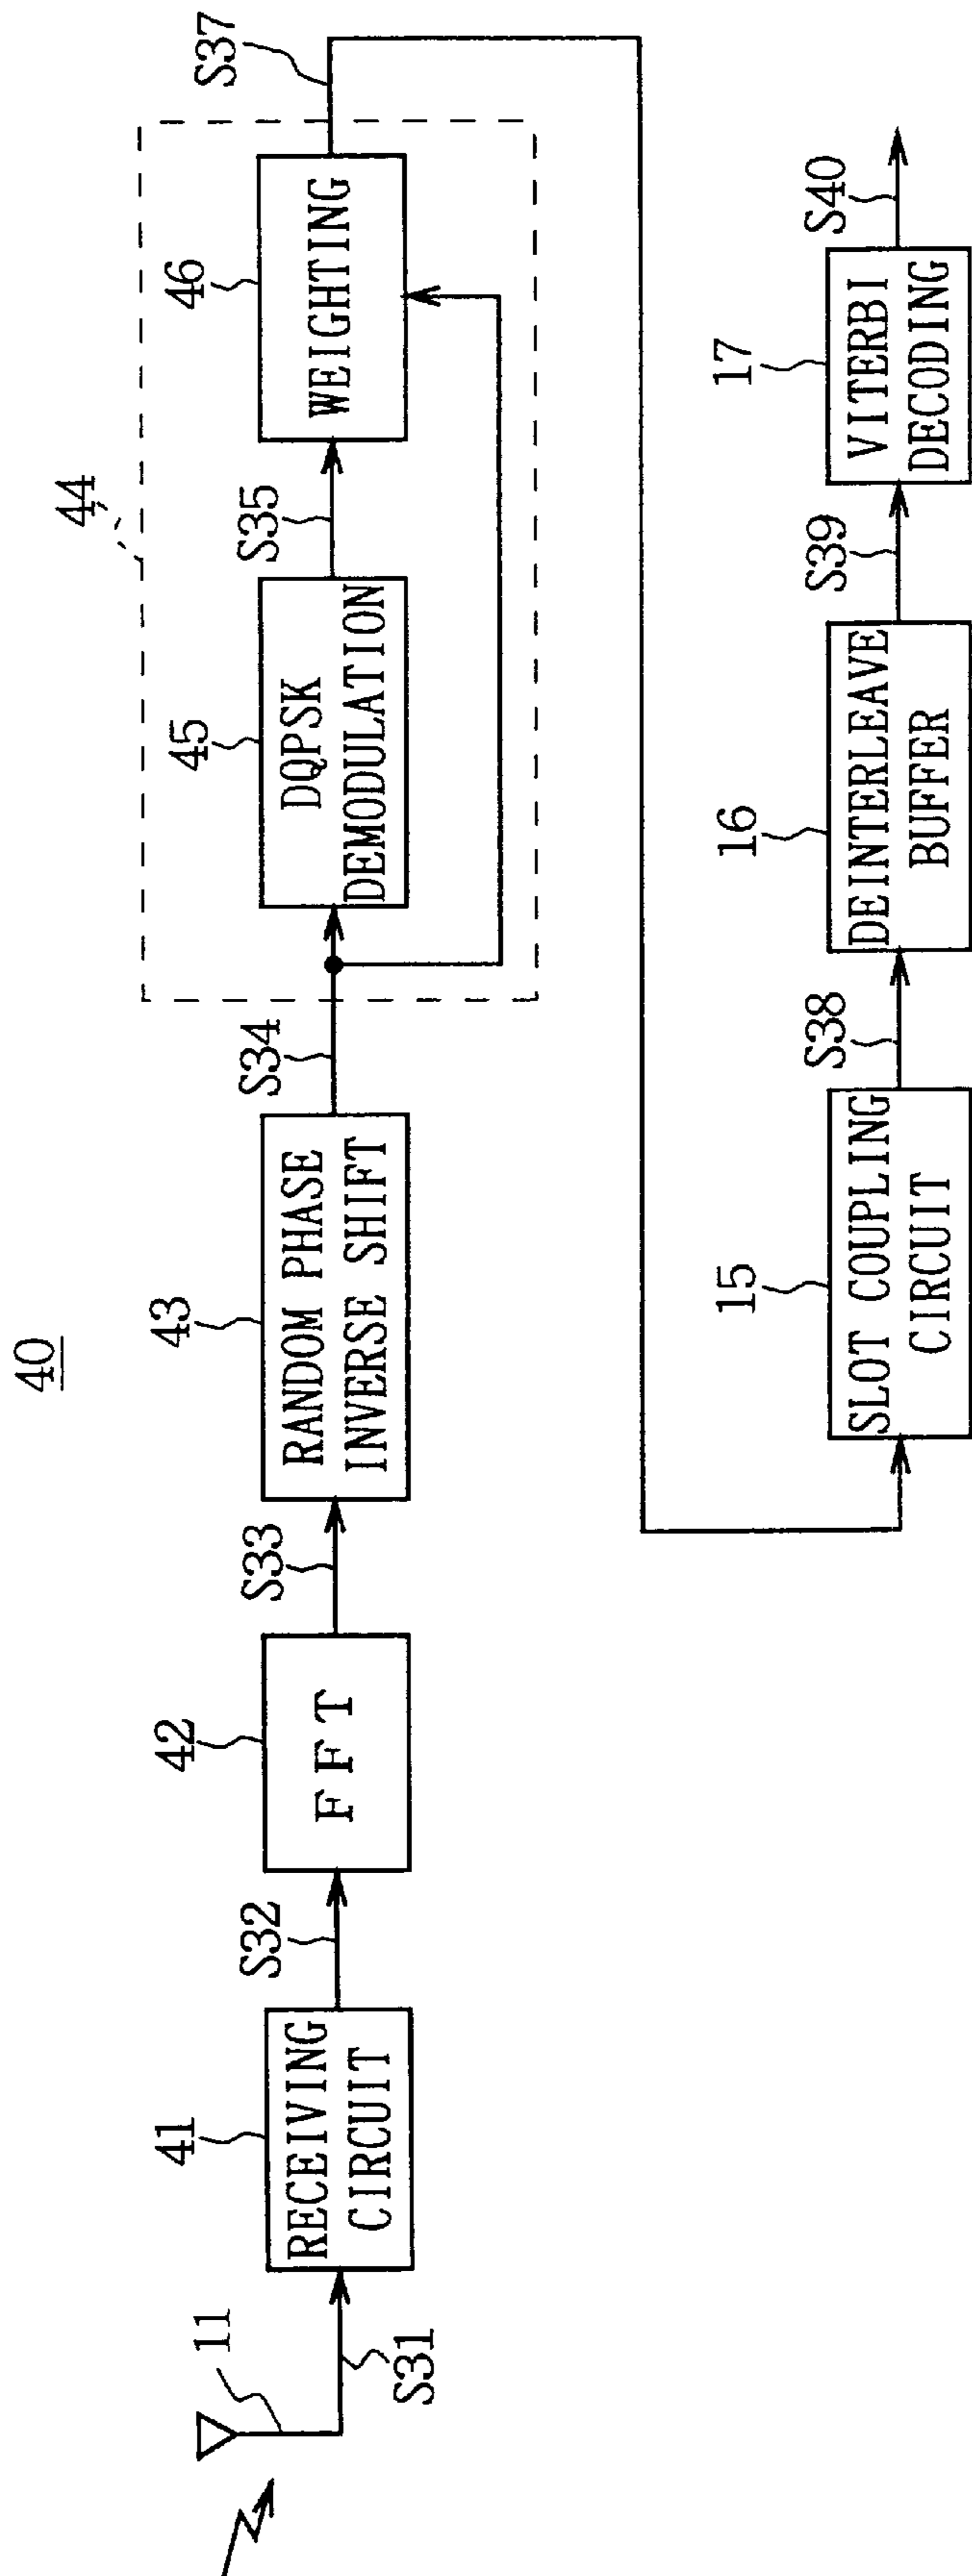 40
11
S31
41
RECEIVING
CIRCUIT
S32
42
FFT
S33
43
RANDOM PHASE
INVERSE SHIFT
S34
44
45
DQPSK
DEMODULATION
S35
46
WEIGHTING
S37
15
SLOT COUPLING
CIRCUIT
S38
16
DEINTERLEAVE
BUFFER
S39
17
VITERBI
DECODING
S40